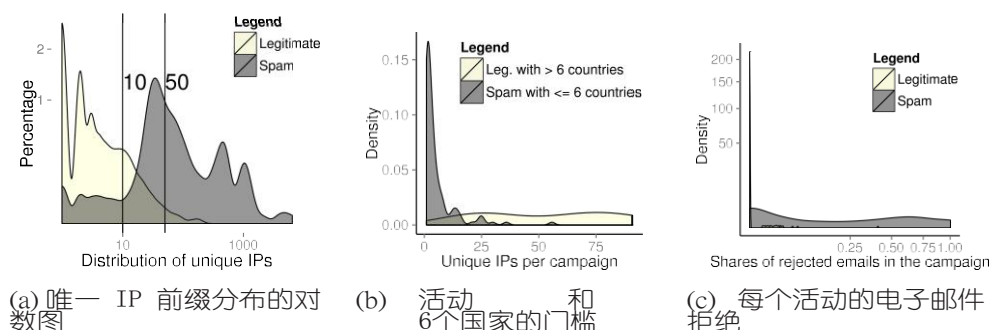 Legend
Legitimate
Spam
2
1
10
50
Percentage
10
1000
Distribution of unique IPs
(a) 唯一 IP 前缀分布的对
数图
Legend
Leg. with > 6 countries
Spam with <= 6 countries
0.15
0.10
0.05
0.00
Density
0
25
50
75
Unique IPs per campaign
(b) 活动 和
6个国家的门槛
Legend
Legitimate
Spam
200
150
100
50
Density
0.25
0.50
0.75
1.00
Shares of rejected emails in the campaign
(c) 每个活动的电子邮件
拒绝